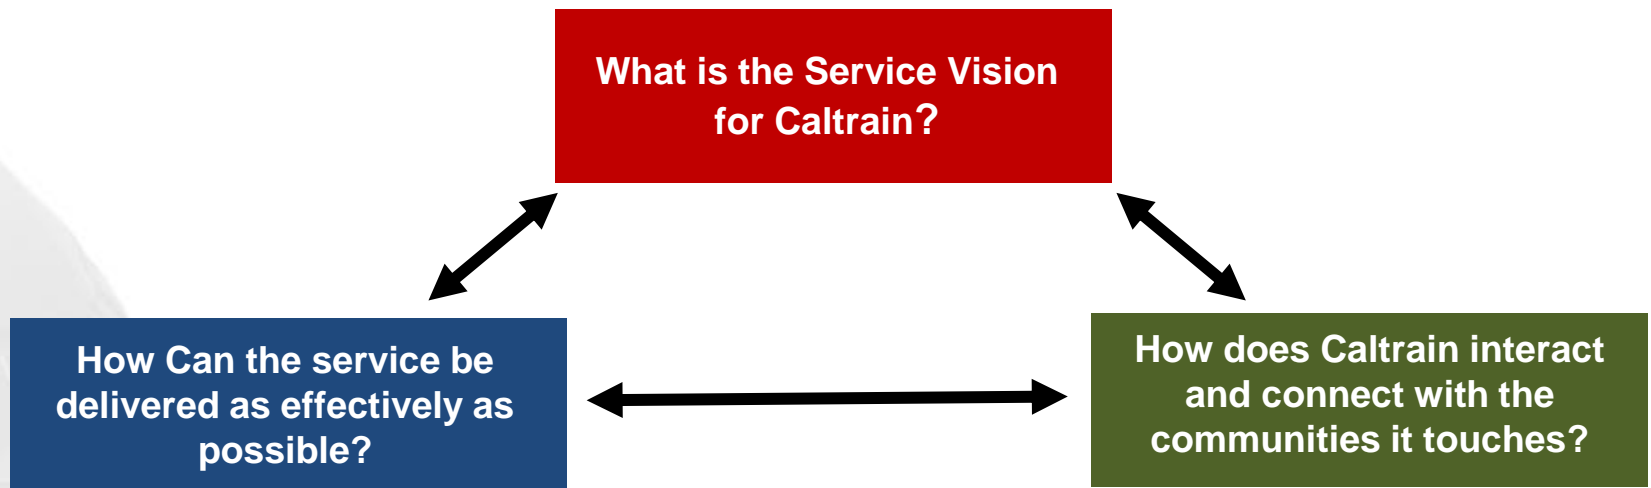 What is the Service Vision
for Caltrain?
How Can the service be
delivered as effectively as
possible?
How does Caltrain interact
and connect with the
communities it touches?